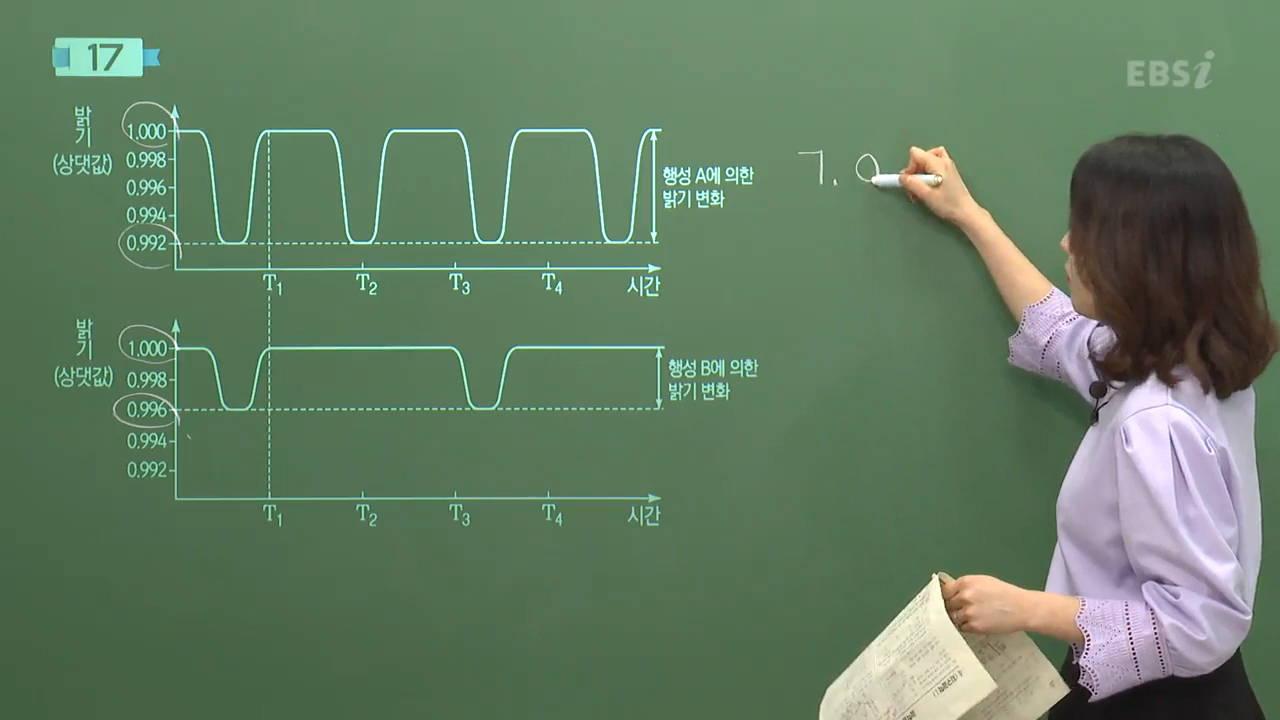 17
EBSi
밝
기
(상댓값)
1.000
0.998
0.996
0.994
0.992
행성 A에 의한
밝기 변화
T1
T2
T3
T4
시간
ㄱ. 0
밝
기
(상댓값)
1.000
0.998
0.996
0.994
0.992
행성 B에 의한
밝기 변화
T1
T2
T3
T4
시간